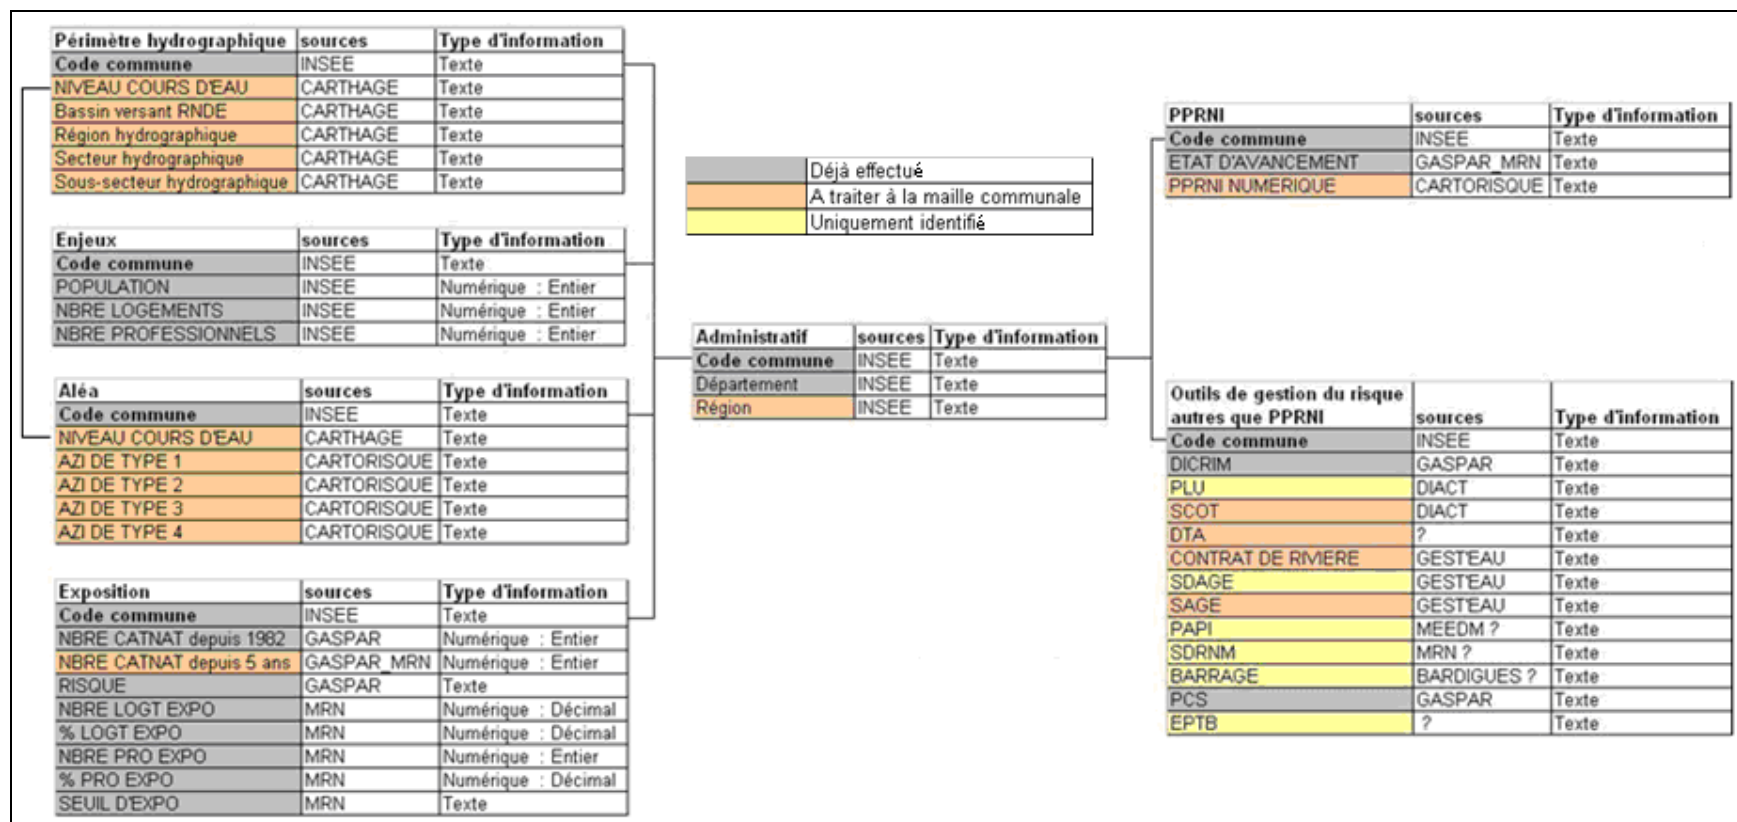 Périmètre hydrographique sources Type d'information
Code commune INSEE Texte
NIVEAU COURS D'EAU CARTHAGE Texte
Bassin versant RNDE CARTHAGE Texte
Région hydrographique CARTHAGE Texte
Secteur hydrographique CARTHAGE Texte
Sous-secteur hydrographique CARTHAGE Texte
Enjeux sources Type d'information
Code commune INSEE Texte
POPULATION INSEE Numérique : Entier
NBRE LOGEMENTS INSEE Numérique : Entier
NBRE PROFESSIONNELS INSEE Numérique : Entier
Aléa sources Type d'information
Code commune INSEE Texte
NIVEAU COURS D'EAU CARTHAGE Texte
AZI DE TYPE 1 CARTORISQUE Texte
AZI DE TYPE 2 CARTORISQUE Texte
AZI DE TYPE 3 CARTORISQUE Texte
AZI DE TYPE 4 CARTORISQUE Texte
Exposition sources Type d'information
Code commune INSEE Texte
NBRE CATNAT depuis 1982 GASPAR Numérique : Entier
NBRE CATNAT depuis 5 ans GASPAR_MRN Numérique : Entier
RISQUE GASPAR Texte
NBRE LOGT EXPO MRN Numérique : Décimal
% LOGT EXPO MRN Numérique : Décimal
NBRE PRO EXPO MRN Numérique : Entier
% PRO EXPO MRN Numérique : Décimal
SEUIL D'EXPO MRN Texte
Déjà effectué
A traiter à la maille communale
Uniquement identifié
Administratif sources Type d'information
Code commune INSEE Texte
Département INSEE Texte
Région INSEE Texte
PPRNI sources Type d'information
Code commune INSEE Texte
ETAT D'AVANCEMENT GASPAR_MRN Texte
PPRNI NUMERIQUE CARTORISQUE Texte
Outils de gestion du risque
autres que PPRNI sources Type d'information
Code commune INSEE Texte
DICRIM GASPAR Texte
PLU DIACT Texte
SCOT DIACT Texte
DTA ? Texte
CONTRAT DE RIVIERE GEST'EAU Texte
SDAGE GEST'EAU Texte
SAGE GEST'EAU Texte
PAPI MEEDM ? Texte
SDRNM MRN ? Texte
BARRAGE BARDIGUES ? Texte
PCS GASPAR Texte
EPTB ? Texte